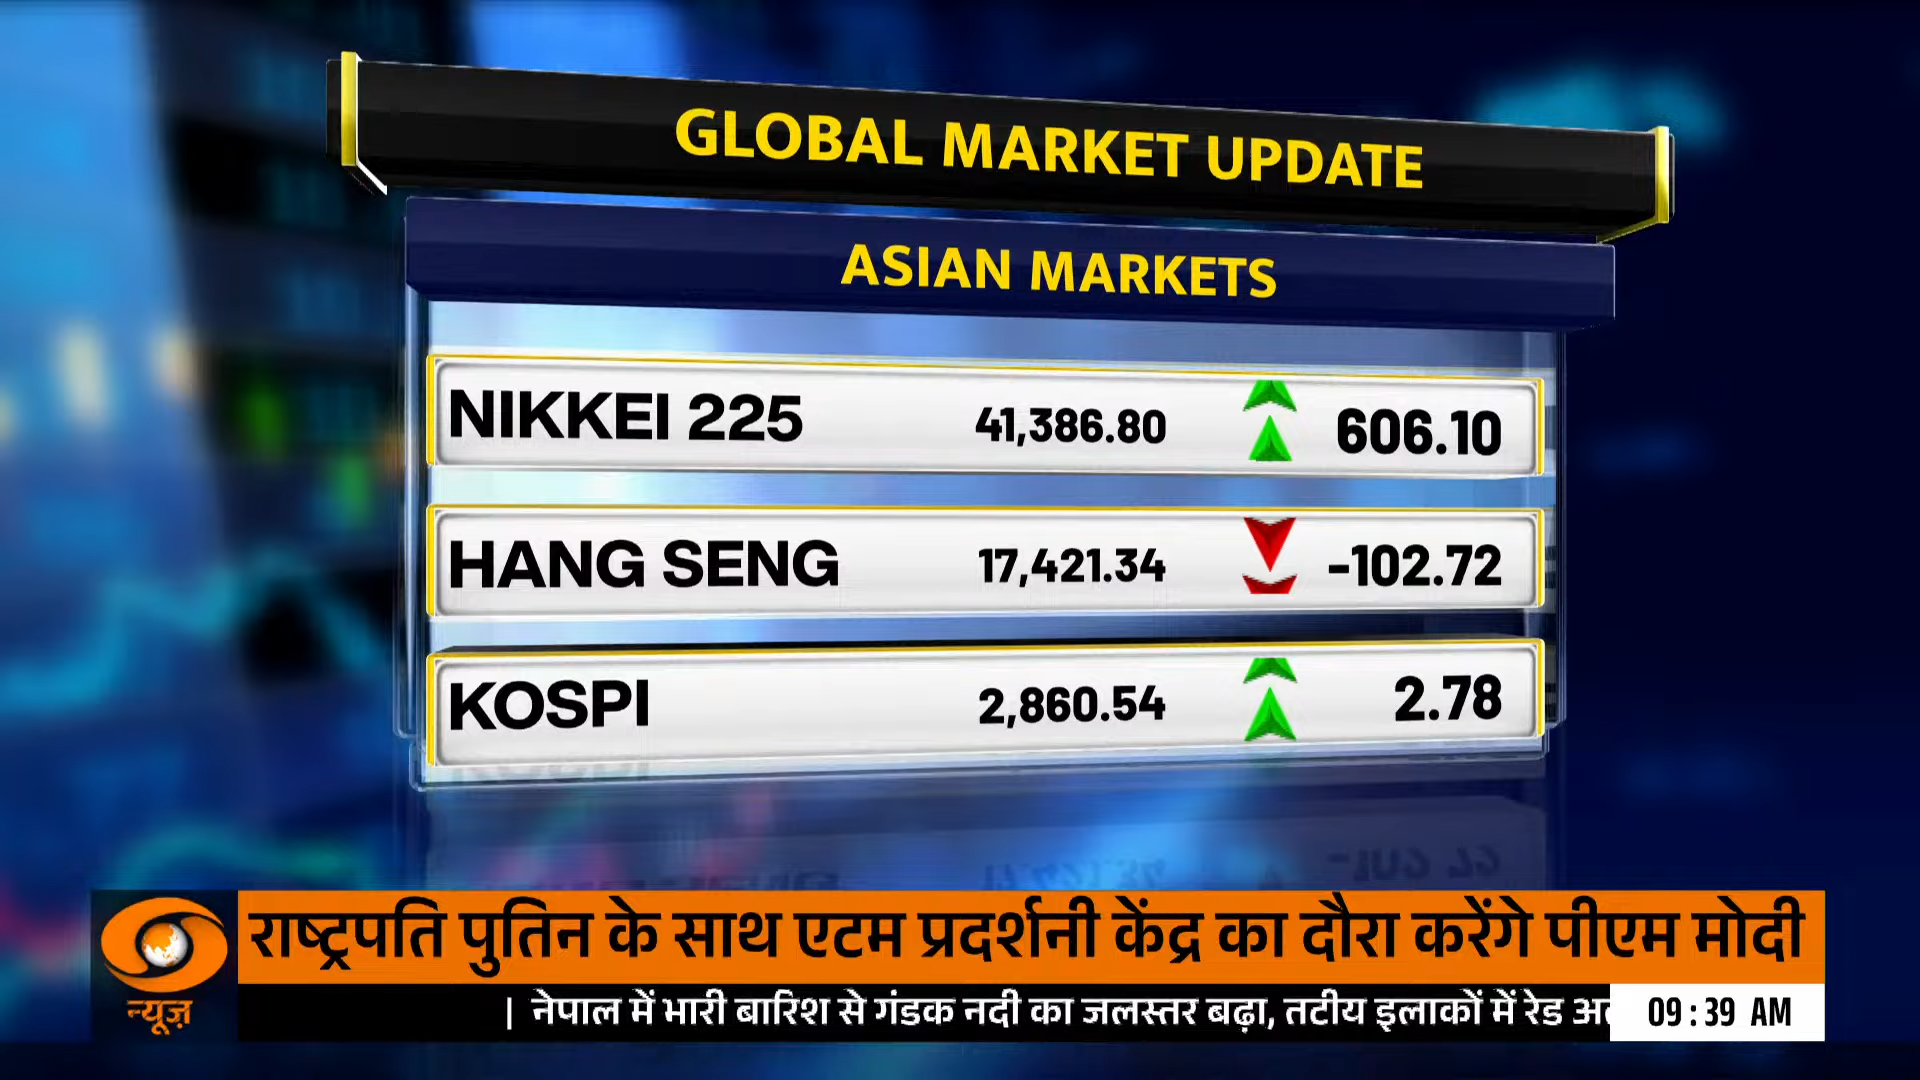 GLOBAL MARKET UPDATE
ASIAN MARKETS
NIKKEI 225 41,386.80 606.10
HANG SENG 17,421.34 -102.72
KOSPI 2,860.54 2.78
राष्ट्रपति पुतिन के साथ एटम प्रदर्शनी केंद्र का दौरा करेंगे पीएम मोदी
न्यूज़
| नेपाल में भारी बारिश से गंडक नदी का जलस्तर बढ़ा, तटीय इलाकों में रेड
09:39 AM